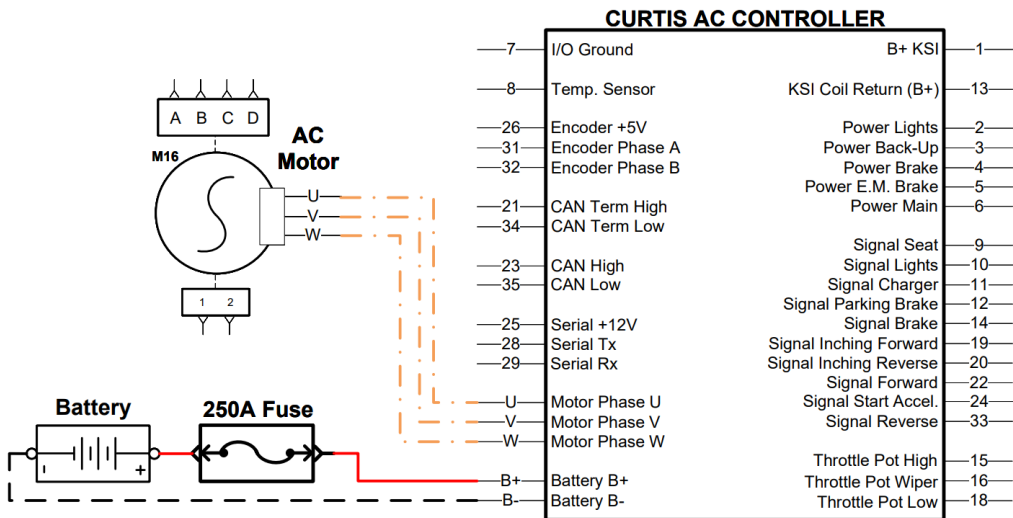 CURTIS AC CONTROLLER
7 I/O Ground B+ KSI 1
8 Temp. Sensor KSI Coil Return (B+) 13
A B C D
26 Encoder +5V Power Lights 2
AC
31 Encoder Phase A Power Back-Up 3
M16 Motor
32 Encoder Phase B Power Brake 4
Power E.M. Brake 5
U
21 CAN Term High Power Main 6
V
34 CAN Term Low
W
Signal Seat 9
23 CAN High Signal Lights 10
35 CAN Low Signal Charger 11
1 2
Signal Parking Brake 12
25 Serial +12V Signal Brake 14
28 Serial Tx Signal Inching Forward 19
29 Serial Rx Signal Inching Reverse 20
Signal Forward 22
U Motor Phase U Signal Start Accel. 24
Battery 250A Fuse
V Motor Phase V Signal Reverse 33
W Motor Phase W
Throttle Pot High 15
- +
B+ Battery B+ Throttle Pot Wiper 16
B- Battery B- Throttle Pot Low 18